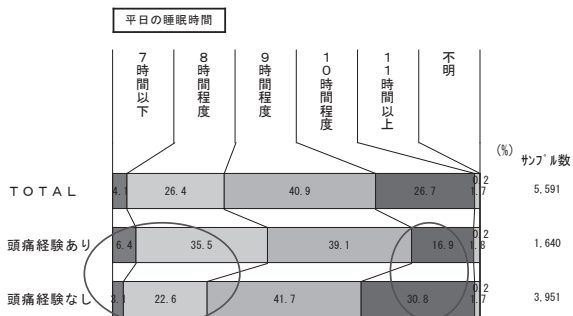 平日の睡眠時間
7時間以下
8時間程度
9時間程度
10時間程度
11時間以上
不明
(%)
サンプル数
TOTAL 4.1 26.4 40.9 26.7 0.2 1.7 5,591
頭痛経験あり 6.4 35.5 39.1 16.9 0.2 1.8 1,640
頭痛経験なし 3.1 22.6 41.7 30.8 0.2 1.7 3,951